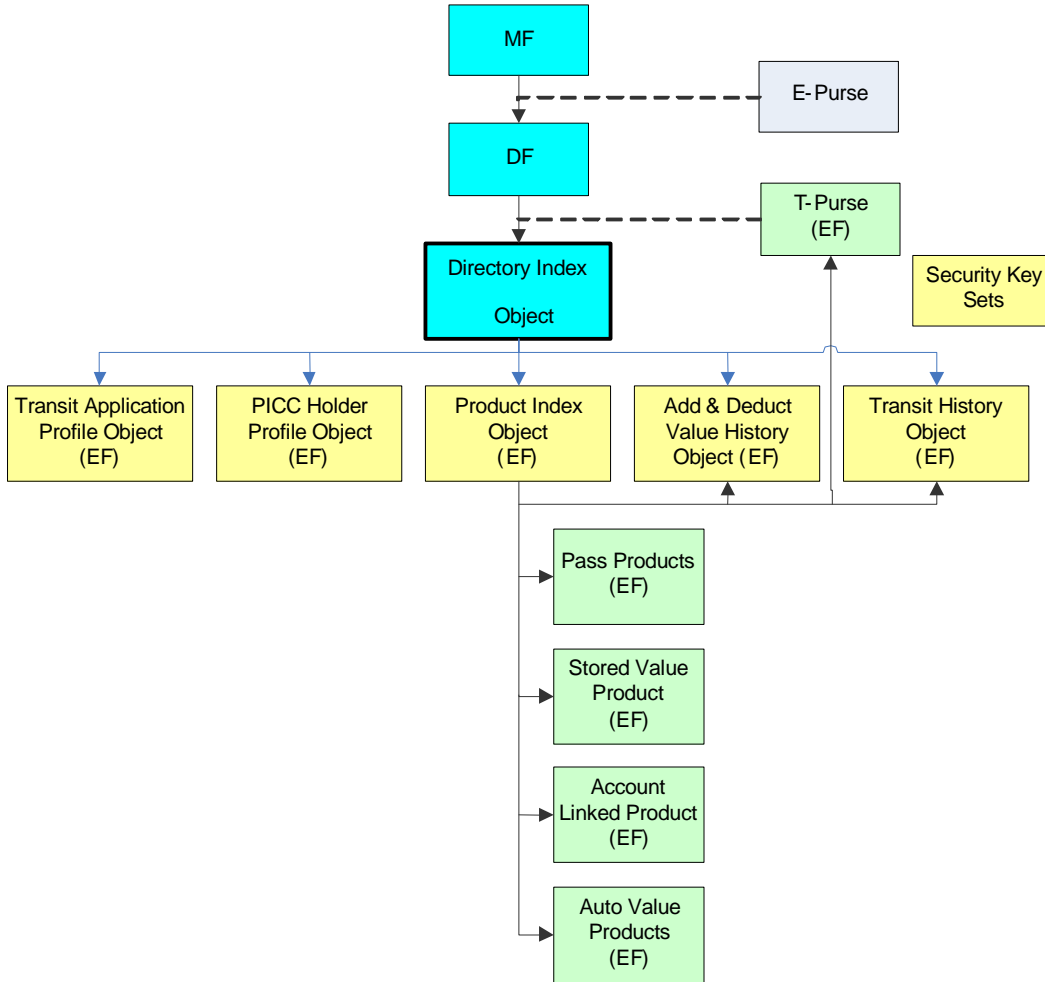 MF
E-Purse
DF
T-Purse
(EF)
Directory Index
Object
Security Key
Sets
Transit Application
Profile Object
(EF)
PICC Holder
Profile Object
(EF)
Product Index
Object
(EF)
Add & Deduct
Value History
Object (EF)
Transit History
Object
(EF)
Pass Products
(EF)
Stored Value
Product
(EF)
Account
Linked Product
(EF)
Auto Value
Products
(EF)